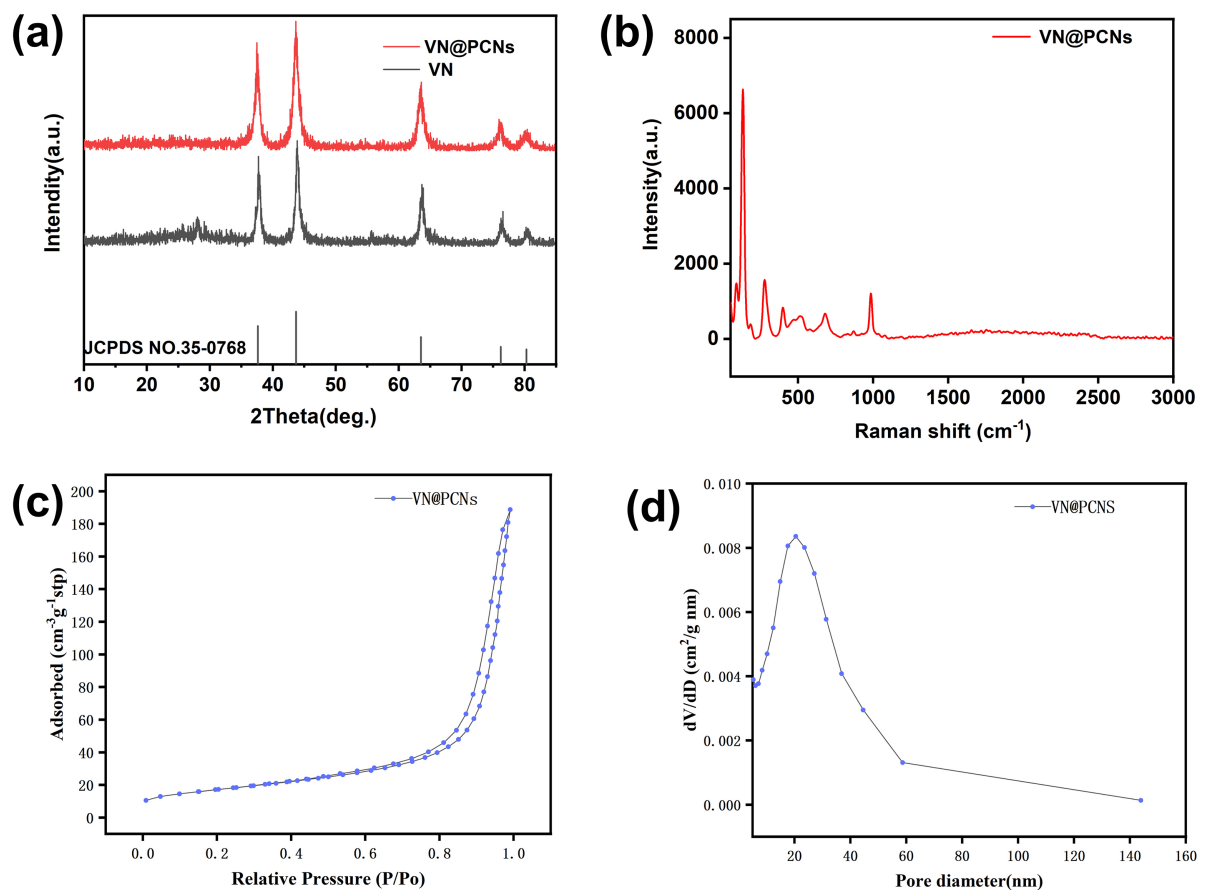 (a)
VN@PCNs
VN
Intendity(a.u.)
JCPDS NO.35-0768
10 20 30 40 50 60 70 80
2Theta(deg.)
(b)
VN@PCNs
Intensity(a.u.)
8000
6000
4000
2000
0
500 1000 1500 2000 2500 3000
Raman shift (cm-1)
(c)
VN@PCNs
Adsorbed (cm-3g-1stp)
200
180
160
140
120
100
80
60
40
20
0
0.0 0.2 0.4 0.6 0.8 1.0
Relative Pressure (P/Po)
(d)
VN@PCNS
dV/dD (cm2/g nm)
0.010
0.008
0.006
0.004
0.002
0.000
20 40 60 80 100 120 140 160
Pore diameter(nm)